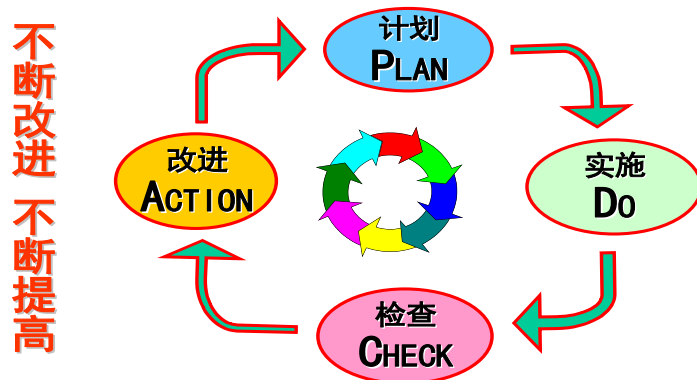 不断改进 不断提高
计划
PLAN
实施
DO
检查
CHECK
改进
ACTION